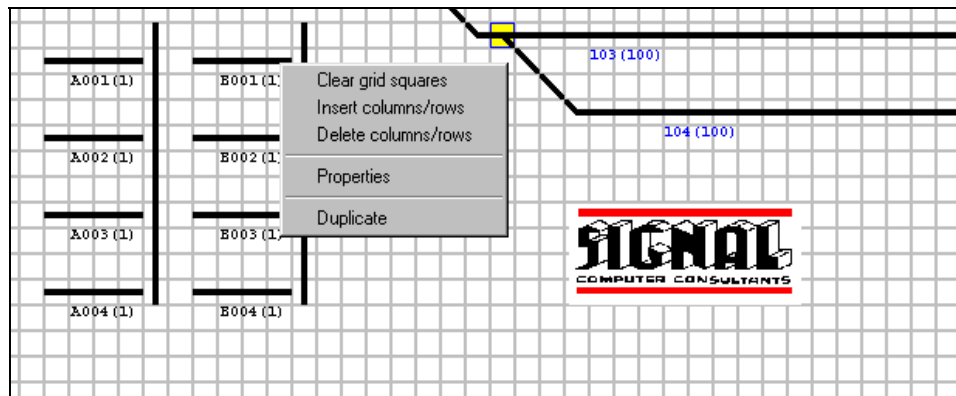 103 (100)
A001 (1)
B001 (1)
Clear grid squares
Insert columns/rows
Delete columns/rows
Properties
Duplicate
104 (100)
A002 (1)
B002 (1)
A003 (1)
B003 (1)
SIGNAL
COMPUTER CONSULTANTS
A004 (1)
B004 (1)